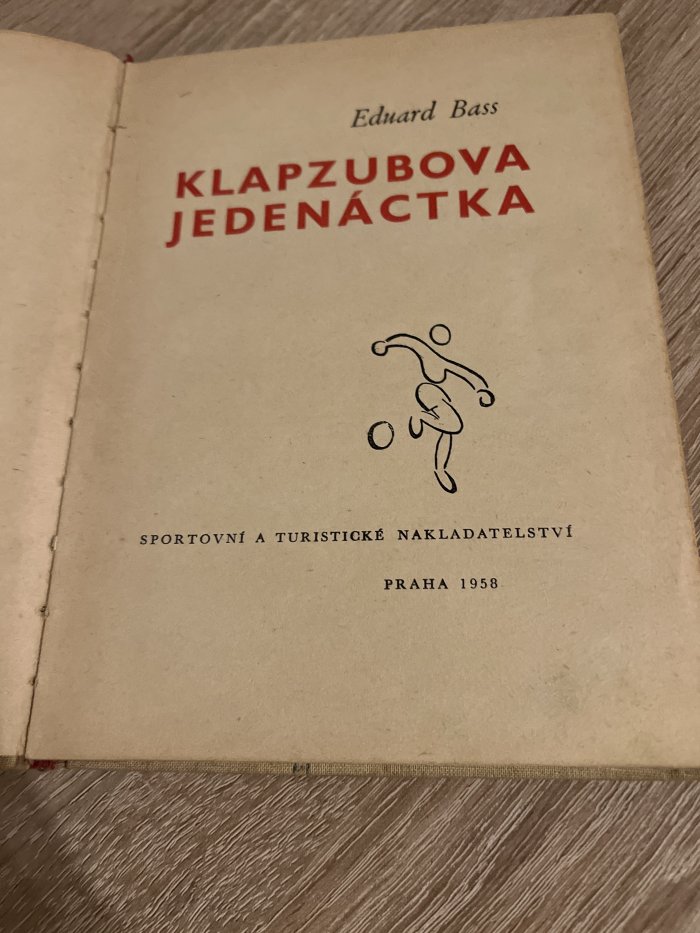 Eduard Bass
KLAPZUBOVA
JEDENÁCTKA
SPORTOVNÍ A TURISTICKÉ NAKLADATELSTVÍ
PRAHA 1958